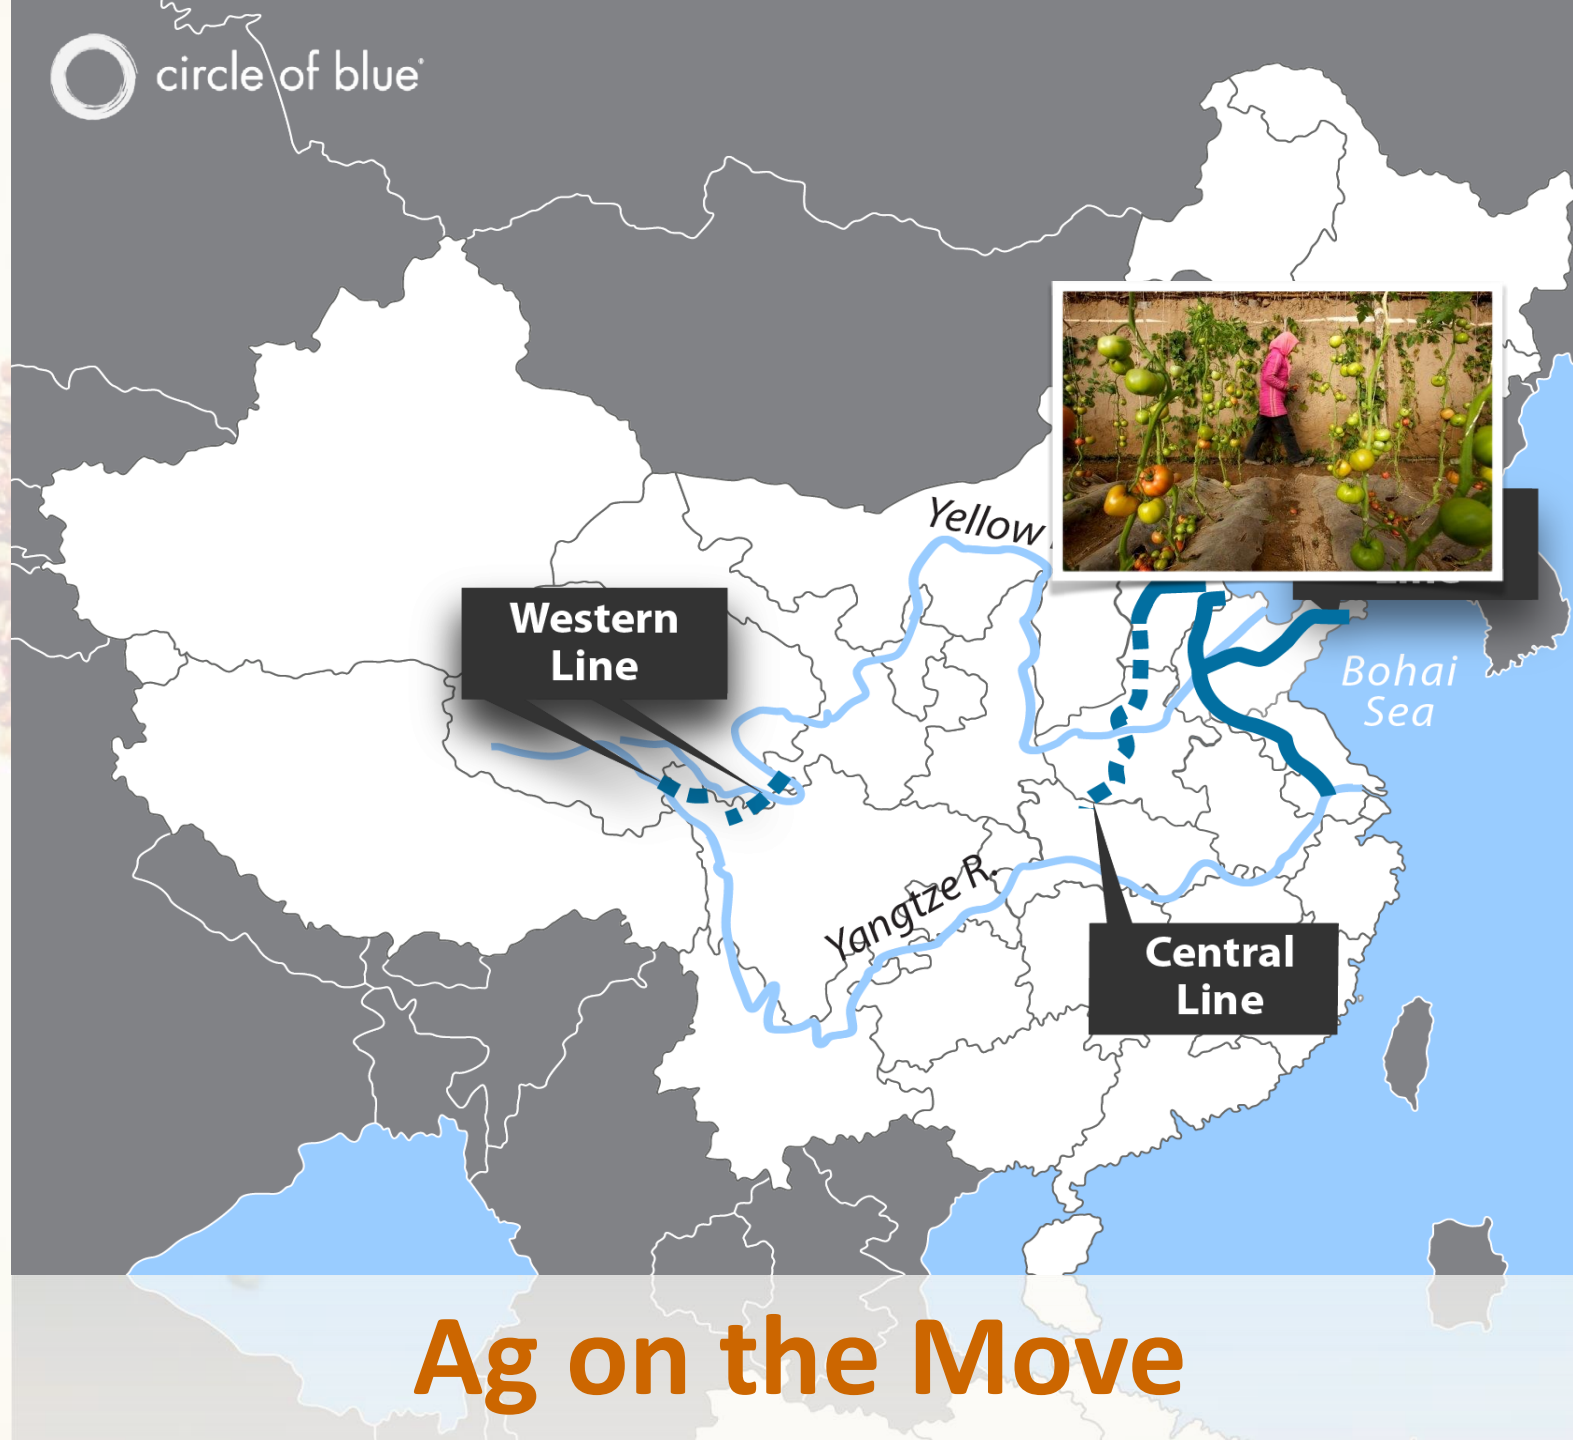 circle of blue
Yellow
Western
Line
Bohai
Sea
Yangtze R.
Central
Line
Ag on the Move